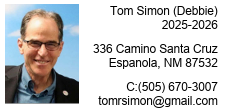 Tom Simon (Debbie)
2025-2026
336 Camino Santa Cruz
Espanola, NM 87532
C:(505) 670-3007
tomrsimon@gmail.com